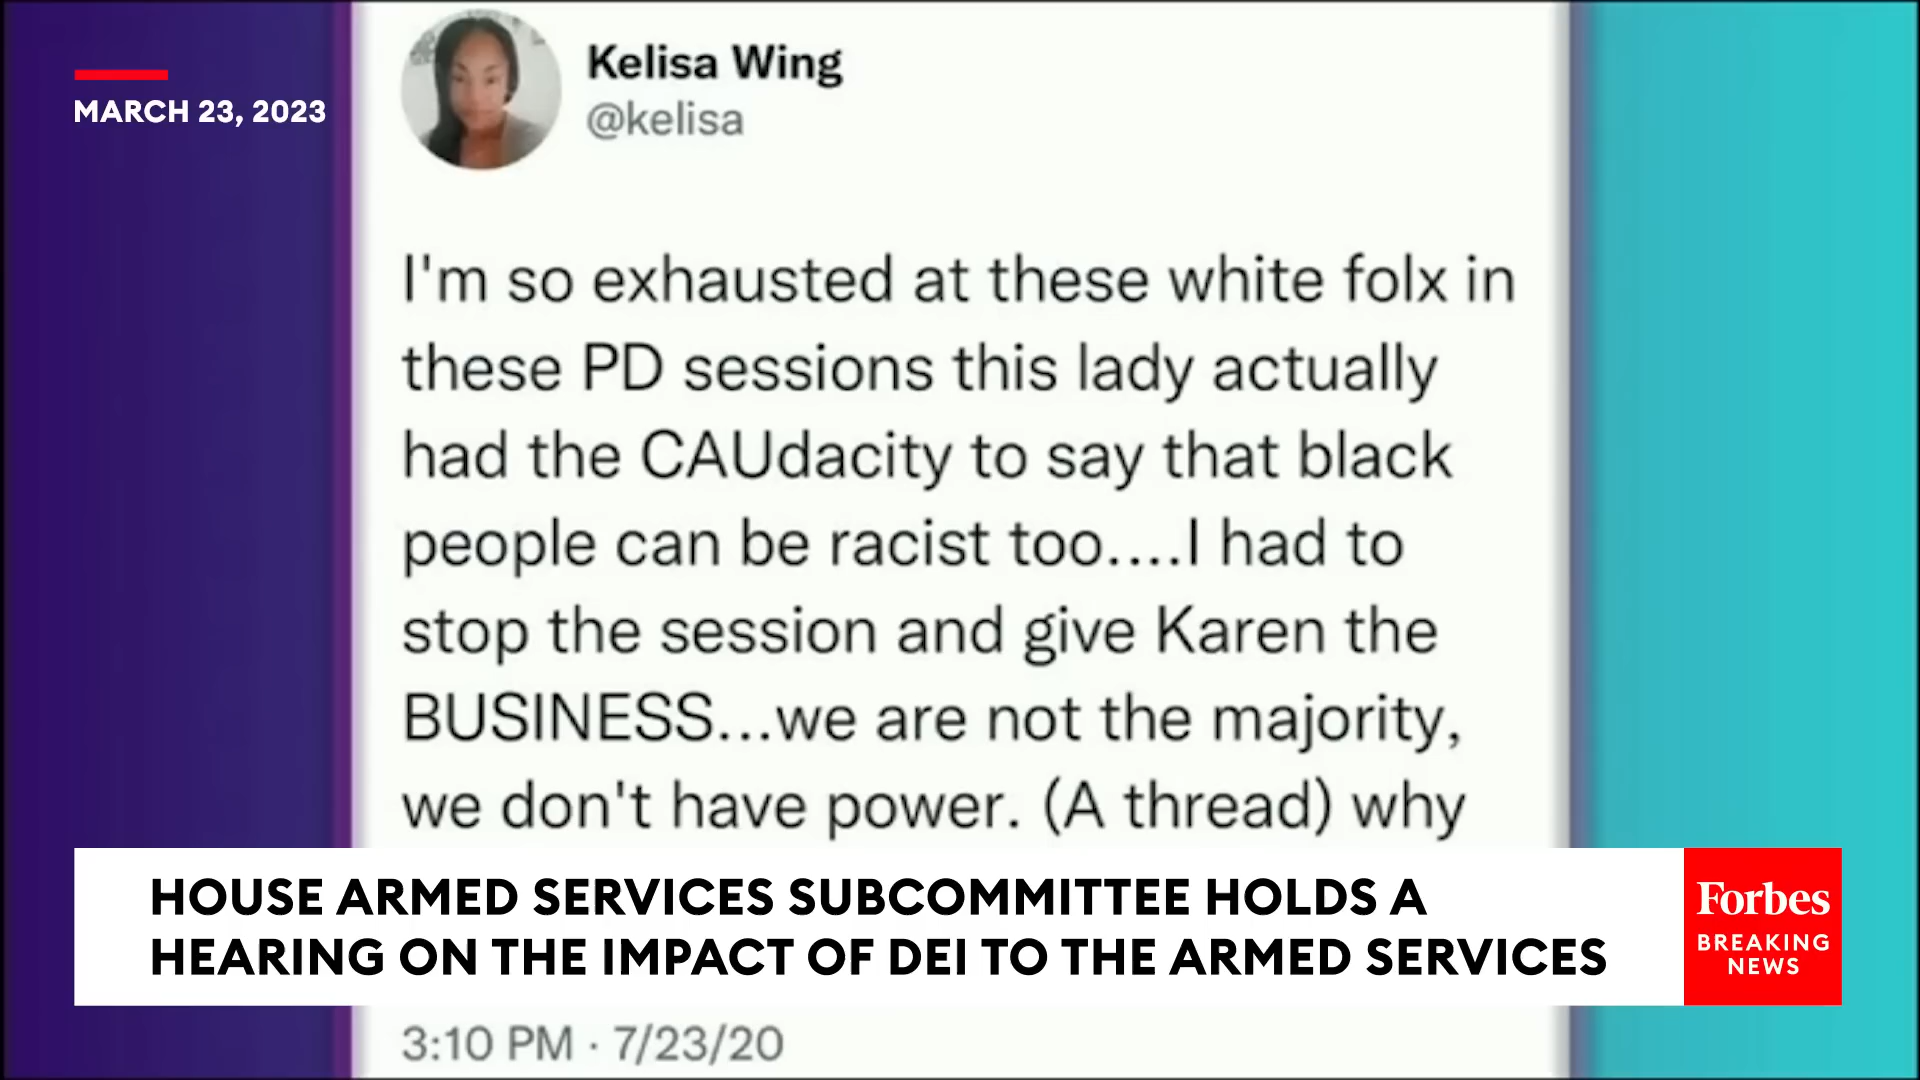 MARCH 23, 2023
Kelisa Wing
@kelisa
I'm so exhausted at these white folx in
these PD sessions this lady actually
had the CAUdacity to say that black
people can be racist too....I had to
stop the session and give Karen the
BUSINESS...we are not the majority,
we don't have power. (A thread) why
HOUSE ARMED SERVICES SUBCOMMITTEE HOLDS A
HEARING ON THE IMPACT OF DEI TO THE ARMED SERVICES
Forbes
BREAKING
NEWS
3:10 PM · 7/23/20